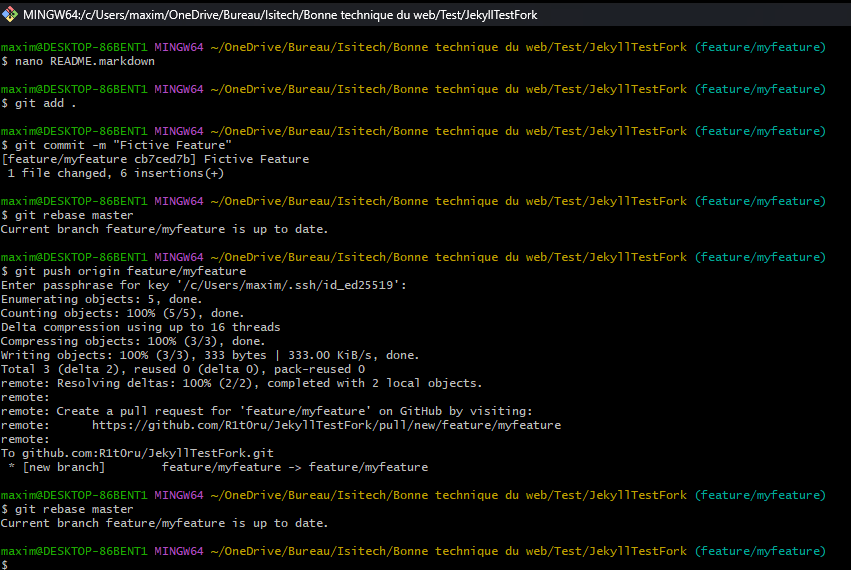 MINGW64:/c/Users/maxim/OneDrive/Bureau/Isitech/Bonne technique du web/Test/JekyllTestFork
maxim@DESKTOP-86BENT1 MINGW64 ~/OneDrive/Bureau/Isitech/Bonne technique du web/Test/JekyllTestFork (feature/myfeature)
$ nano README.markdown
maxim@DESKTOP-86BENT1 MINGW64 ~/OneDrive/Bureau/Isitech/Bonne technique du web/Test/JekyllTestFork (feature/myfeature)
$ git add .
maxim@DESKTOP-86BENT1 MINGW64 ~/OneDrive/Bureau/Isitech/Bonne technique du web/Test/JekyllTestFork (feature/myfeature)
$ git commit -m "Fictive Feature"
[feature/myfeature cb7ced7b] Fictive Feature
 1 file changed, 6 insertions(+)
maxim@DESKTOP-86BENT1 MINGW64 ~/OneDrive/Bureau/Isitech/Bonne technique du web/Test/JekyllTestFork (feature/myfeature)
$ git rebase master
Current branch feature/myfeature is up to date.
maxim@DESKTOP-86BENT1 MINGW64 ~/OneDrive/Bureau/Isitech/Bonne technique du web/Test/JekyllTestFork (feature/myfeature)
$ git push origin feature/myfeature
Enter passphrase for key '/c/Users/maxim/.ssh/id_ed25519':
Enumerating objects: 5, done.
Counting objects: 100% (5/5), done.
Delta compression using up to 16 threads
Compressing objects: 100% (3/3), done.
Writing objects: 100% (3/3), 333 bytes | 333.00 KiB/s, done.
Total 3 (delta 2), reused 0 (delta 0), pack-reused 0
remote: Resolving deltas: 100% (2/2), completed with 2 local objects.
remote:
remote: Create a pull request for 'feature/myfeature' on GitHub by visiting:
remote:      https://github.com/R1t0ru/JekyllTestFork/pull/new/feature/myfeature
remote:
To github.com:R1t0ru/JekyllTestFork.git
 * [new branch]        feature/myfeature -> feature/myfeature
maxim@DESKTOP-86BENT1 MINGW64 ~/OneDrive/Bureau/Isitech/Bonne technique du web/Test/JekyllTestFork (feature/myfeature)
$ git rebase master
Current branch feature/myfeature is up to date.
maxim@DESKTOP-86BENT1 MINGW64 ~/OneDrive/Bureau/Isitech/Bonne technique du web/Test/JekyllTestFork (feature/myfeature)
$